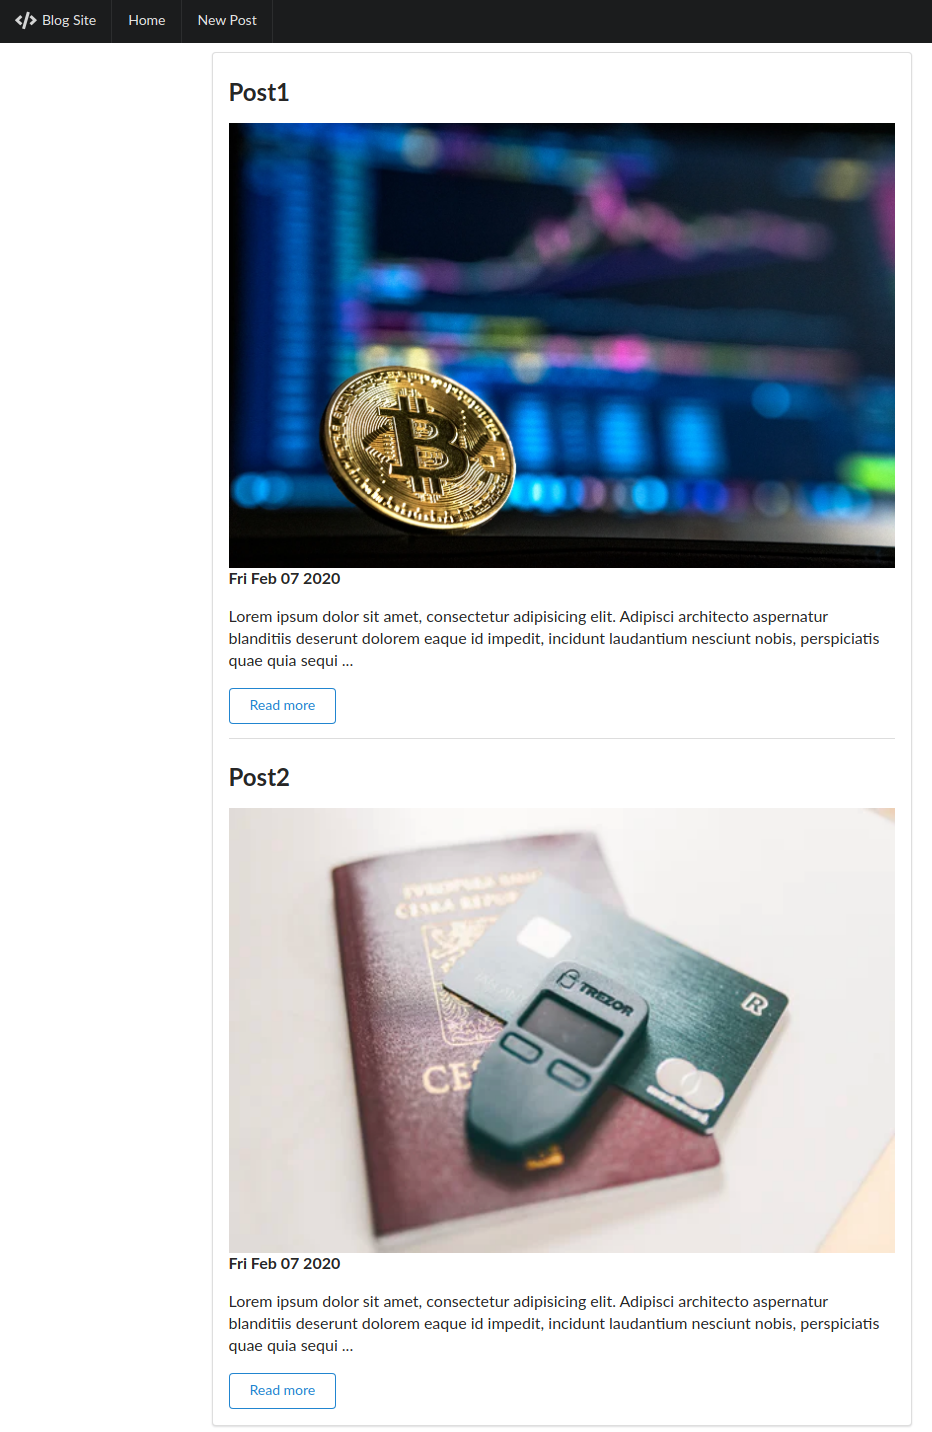 Blog Site Home New Post
Post1
B
Fri Feb 07 2020
Lorem ipsum dolor sit amet, consectetur adipisicing elit. Adipisci architecto aspernatur
blanditiis deserunt dolorem eaque id impedit, incidunt laudantium nesciunt nobis, perspiciatis
quae quia sequi ...
Read more
Post2
ČESKÁ REPUB
TREZOR
R
CES
Fri Feb 07 2020
Lorem ipsum dolor sit amet, consectetur adipisicing elit. Adipisci architecto aspernatur
blanditiis deserunt dolorem eaque id impedit, incidunt laudantium nesciunt nobis, perspiciatis
quae quia sequi ...
Read more